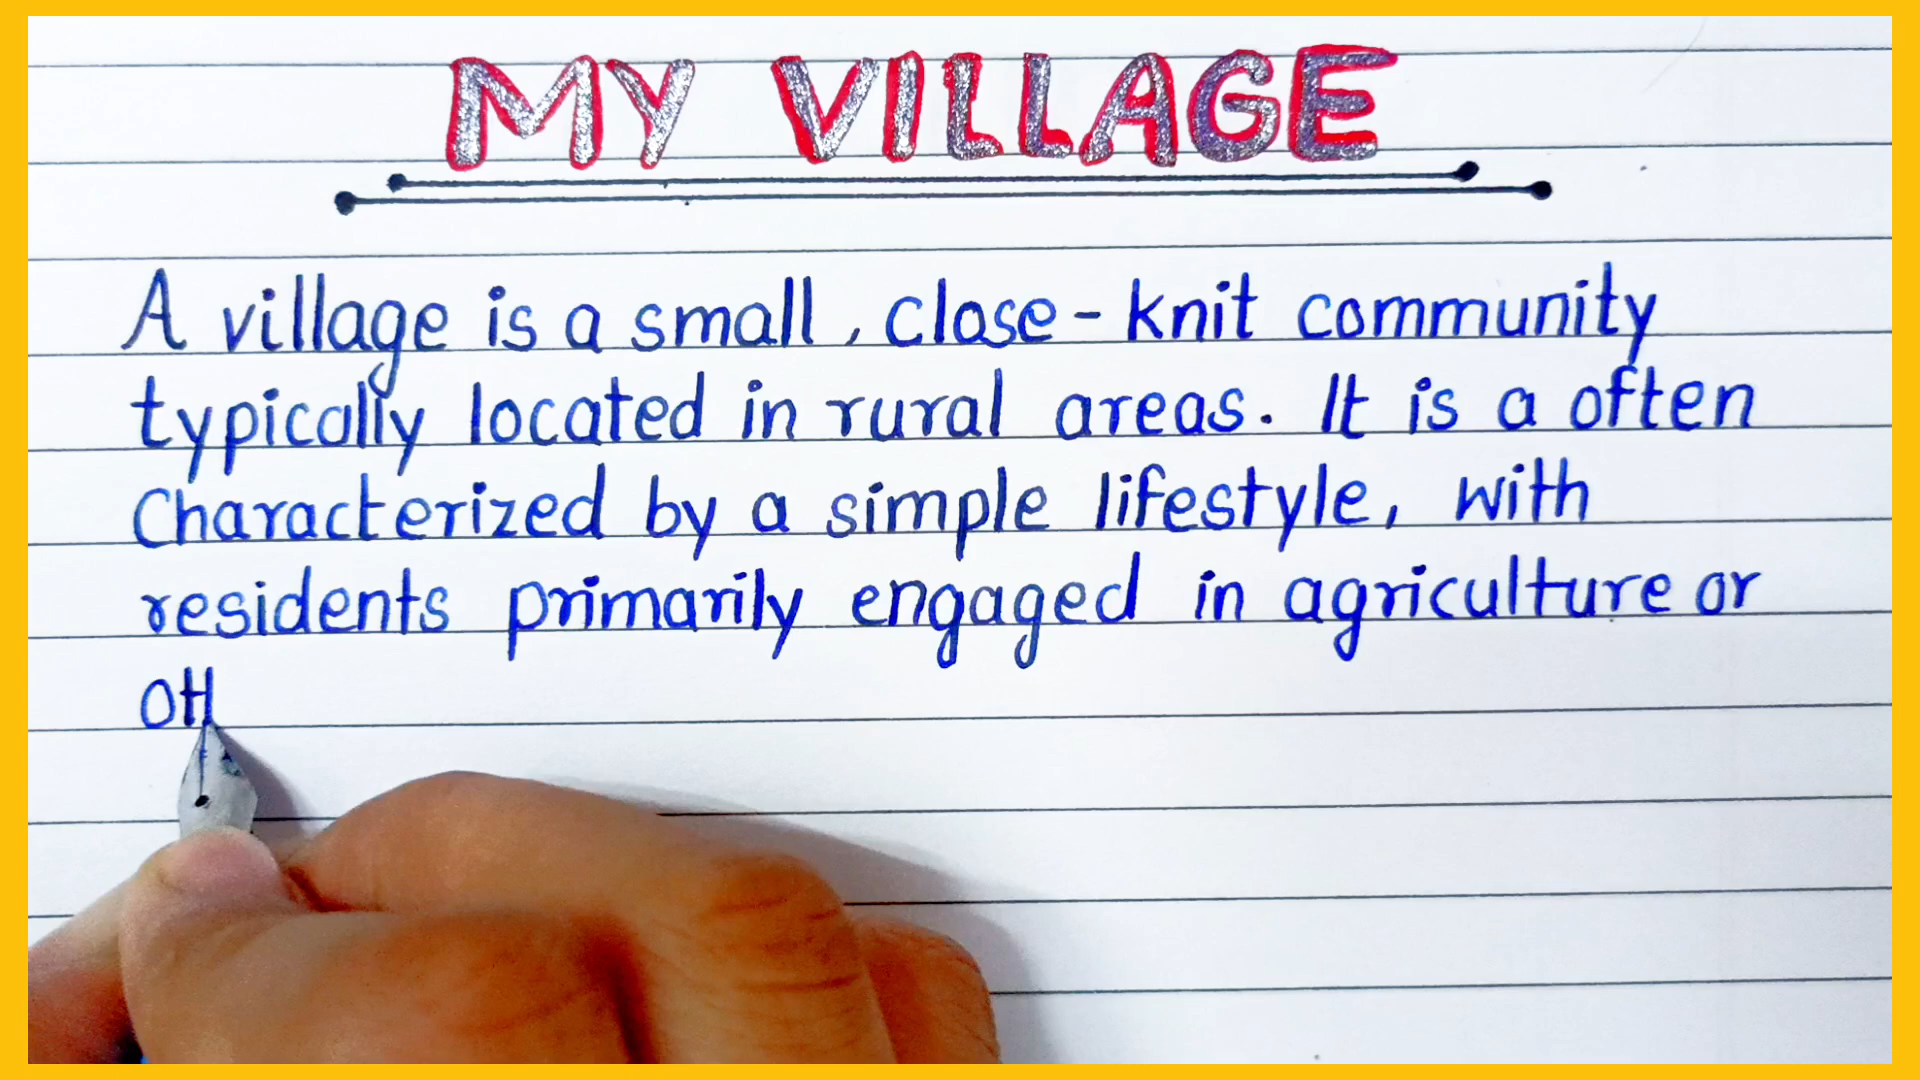 MY VILLAGE
A village is a small, close-knit community
typically located in rural areas. It is a often
Characterized by a simple lifestyle, with
residents primarily engaged in agriculture or
oth